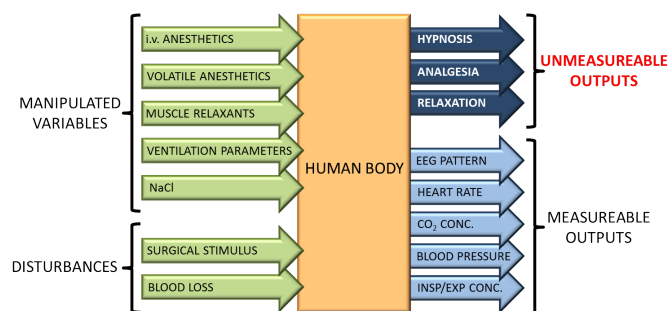 MANIPULATED
VARIABLES
i.v. ANESTHETICS
VOLATILE ANESTHETICS
MUSCLE RELAXANTS
VENTILATION PARAMETERS
NaCl
DISTURBANCES
SURGICAL STIMULUS
BLOOD LOSS
HUMAN BODY
HYPNOSIS
ANALGESIA
RELAXATION
UNMEASUREABLE
OUTPUTS
EEG PATTERN
HEART RATE
CO₂ CONC.
BLOOD PRESSURE
INSP/EXP CONC.
MEASUREABLE
OUTPUTS